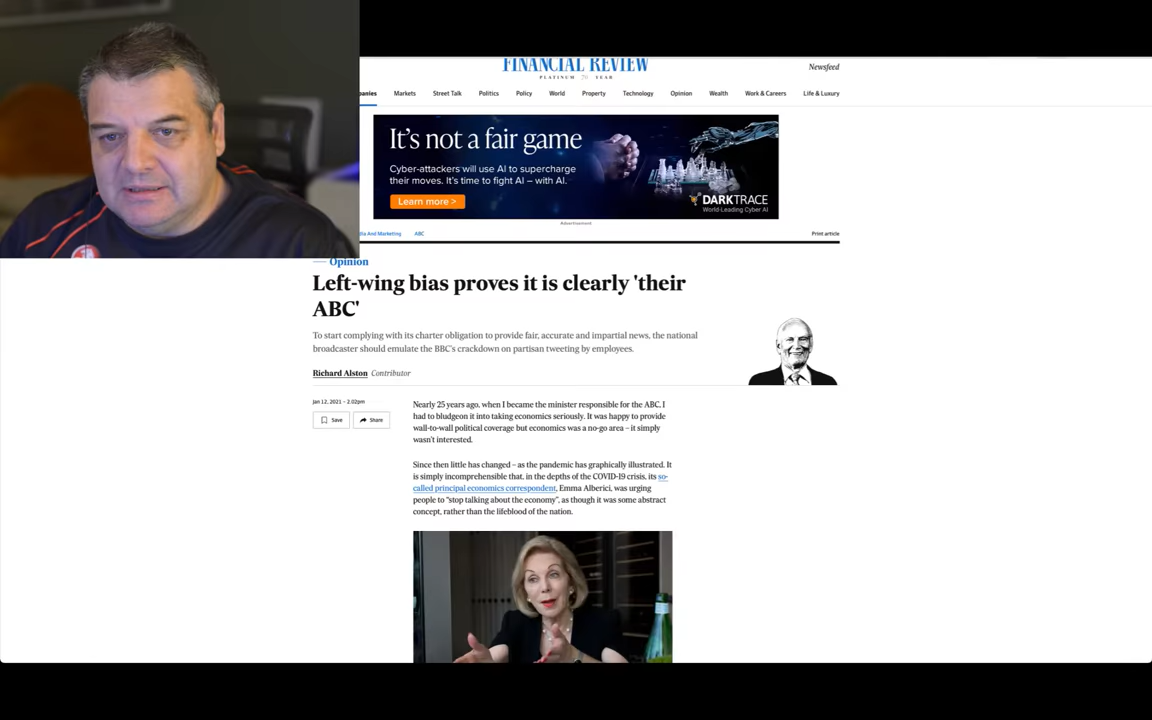 FINANCIAL REVIEW
PLATINUM 70 YEAR
Newsfeed
panies Markets Street Talk Politics Policy World Property Technology Opinion Wealth Work & Careers Life & Luxury
It's not a fair game
Cyber-attackers will use AI to supercharge
their moves. It's time to fight AI – with AI.
Learn more >
DARKTRACE
World-Leading Cyber AI
Advertisement
dia And Marketing ABC
Print article
Opinion
Left-wing bias proves it is clearly 'their
ABC'
To start complying with its charter obligation to provide fair, accurate and impartial news, the national
broadcaster should emulate the BBC's crackdown on partisan tweeting by employees.
Richard Alston Contributor
Jan 12, 2021 – 2.02pm
Save Share
Nearly 25 years ago, when I became the minister responsible for the ABC, I
had to bludgeon it into taking economics seriously. It was happy to provide
wall-to-wall political coverage but economics was a no-go area – it simply
wasn't interested.
Since then little has changed – as the pandemic has graphically illustrated. It
is simply incomprehensible that, in the depths of the COVID-19 crisis, its so-
called principal economics correspondent, Emma Alberici, was urging
people to "stop talking about the economy", as though it was some abstract
concept, rather than the lifeblood of the nation.